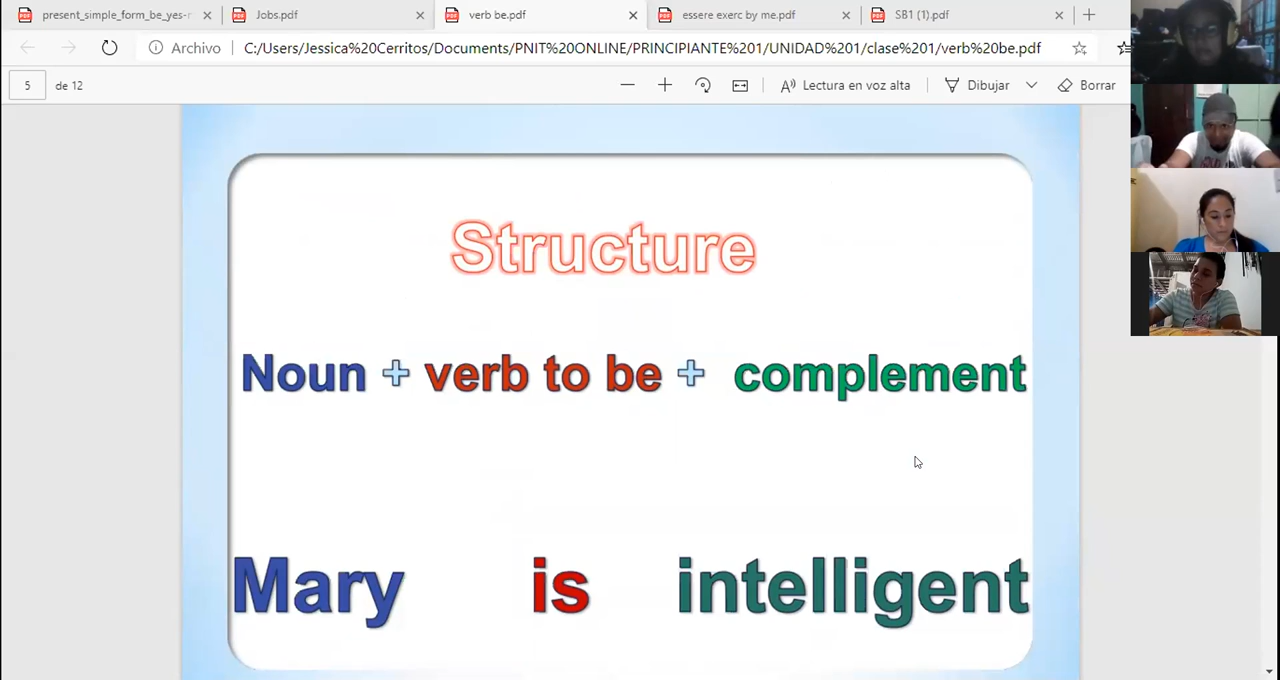 present_simple_form_be_yes-r
Jobs.pdf
verb be.pdf
essere exerc by me.pdf
SB1 (1).pdf
Archivo
C:/Users/Jessica%20Cerritos/Documents/PNIT%20ONLINE/PRINCIPIANTE%201/UNIDAD%201/clase%201/verb%20be.pdf
5 de 12
Lectura en voz alta
Dibujar
Borrar
Structure
Noun + verb to be + complement
Mary is intelligent